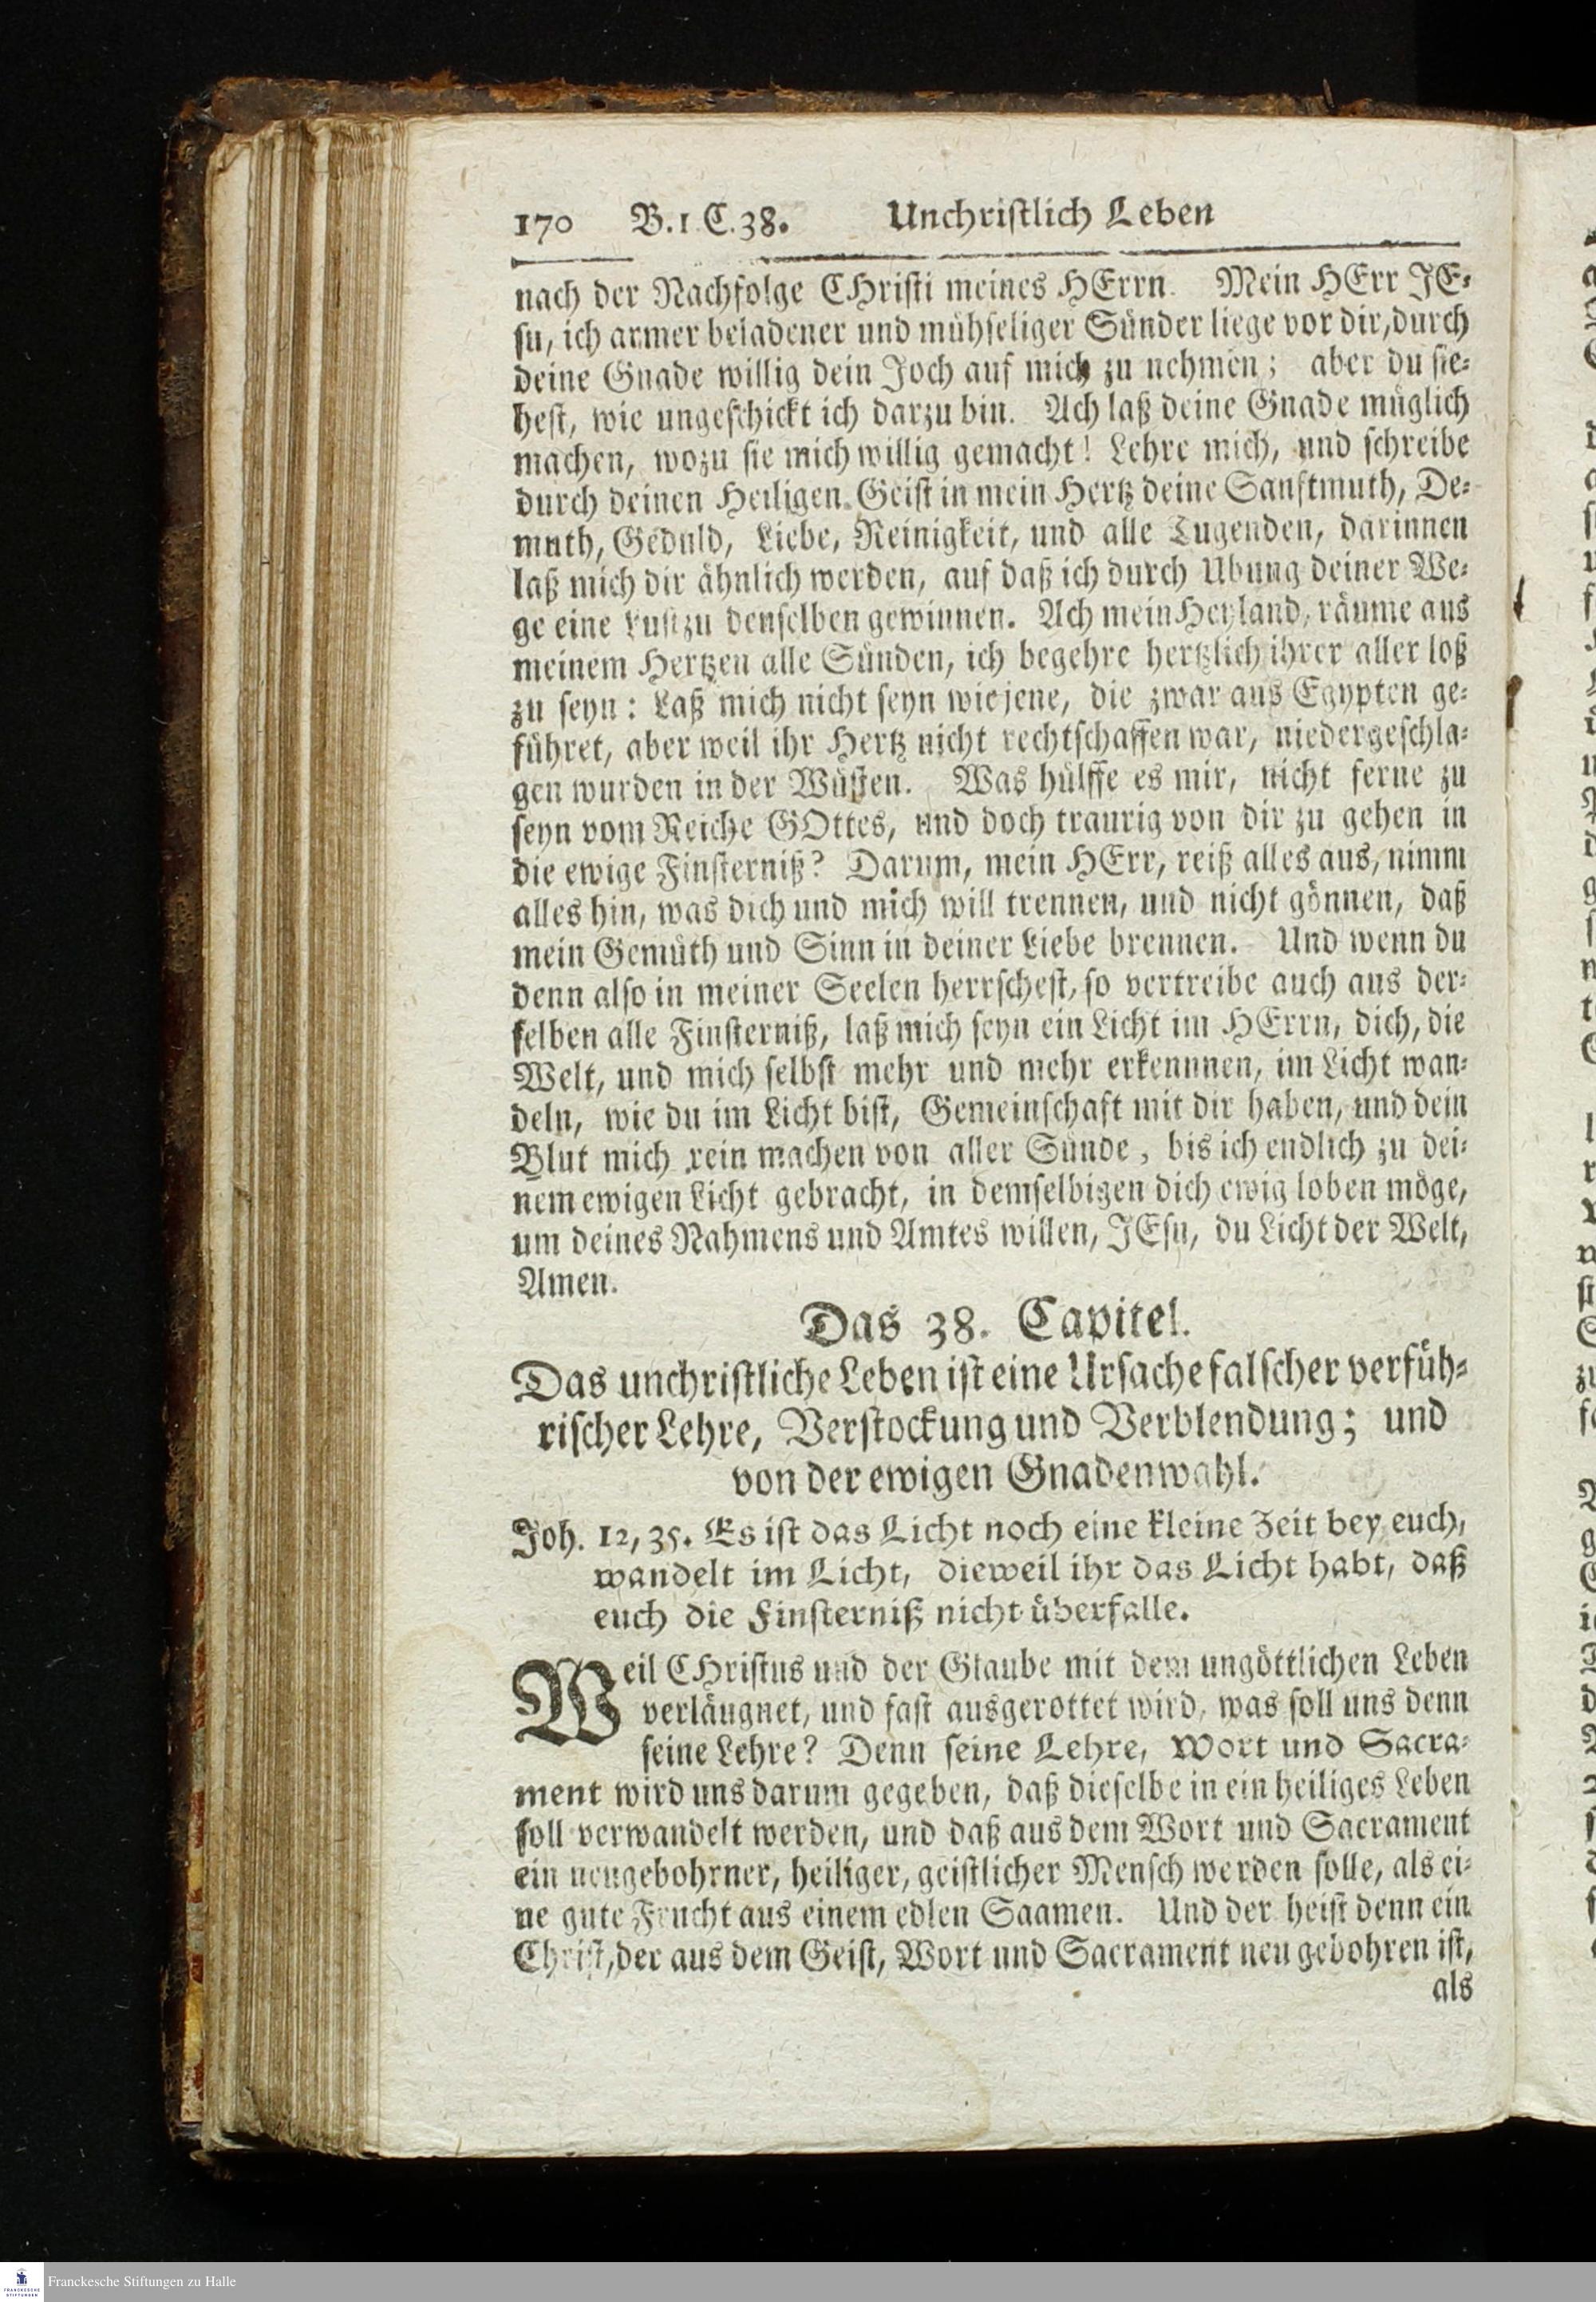 170 B. 1 C. 38. Unchristlich Leben
nach der Nachfolge CHristi meines HErrn. Mein HErr JE-
su, ich armer beladener und mühseliger Sünder liege vor dir, durch
deine Gnade willig dein Joch auf mich zu nehmen; aber du sie-
hest, wie ungeschickt ich darzu bin. Ach laß deine Gnade müglich
machen, wozu sie mich willig gemacht! Lehre mich, und schreibe
durch deinen Heiligen Geist in mein Hertz deine Sanftmuth, De-
muth, Geduld, Liebe, Reinigkeit, und alle Tugenden, darinnen
laß mich dir ähnlich werden, auf daß ich durch Ubung deiner We-
ge eine Lust zu denselben gewinnen. Ach mein Heyland, räume aus
meinem Hertzen alle Sünden, ich begehre hertzlich ihrer aller loß
zu seyn: Laß mich nicht seyn wie jene, die zwar aus Egypten ge-
führet, aber weil ihr Hertz nicht rechtschaffen war, niedergeschla-
gen wurden in der Wüsten. Was hülffe es mir, nicht ferne zu
seyn vom Reiche GOttes, und doch traurig von dir zu gehen in
die ewige Finsterniß? Darum, mein HErr, reiß alles aus, nimm
alles hin, was dich und mich will trennen, und nicht gönnen, daß
mein Gemüth und Sinn in deiner Liebe brennen. Und wenn du
denn also in meiner Seelen herrschest, so vertreibe auch aus der-
selben alle Finsterniß, laß mich seyn ein Licht im HErrn, dich, die
Welt, und mich selbst mehr und mehr erkennnen, im Licht wan-
deln, wie du im Licht bist, Gemeinschaft mit dir haben, und dein
Blut mich rein machen von aller Sünde, bis ich endlich zu dei-
nem ewigen Licht gebracht, in demselbigen dich ewig loben möge,
um deines Nahmens und Amtes willen, JEsu, du Licht der Welt,
Amen.
Das 38. Capitel.
Das unchristliche Leben ist eine Ursache falscher verfüh-
rischer Lehre, Verstockung und Verblendung; und
von der ewigen Gnadenwahl.
Joh. 12, 35. Es ist das Licht noch eine kleine Zeit bey euch,
wandelt im Licht, dieweil ihr das Licht habt, daß
euch die Finsterniß nicht überfalle.
Weil CHristus und der Glaube mit dem ungöttlichen Leben
verläugnet, und fast ausgerottet wird, was soll uns denn
seine Lehre? Denn seine Lehre, Wort und Sacra-
ment wird uns darum gegeben, daß dieselbe in ein heiliges Leben
soll verwandelt werden, und daß aus dem Wort und Sacrament
ein neugebohrner, heiliger, geistlicher Mensch werden solle, als ei-
ne gute Frucht aus einem edlen Saamen. Und der heist denn ein
Christ, der aus dem Geist, Wort und Sacrament neu gebohren ist,
als
FRANCKESCHE STIFTUNGEN
Franckesche Stiftungen zu Halle